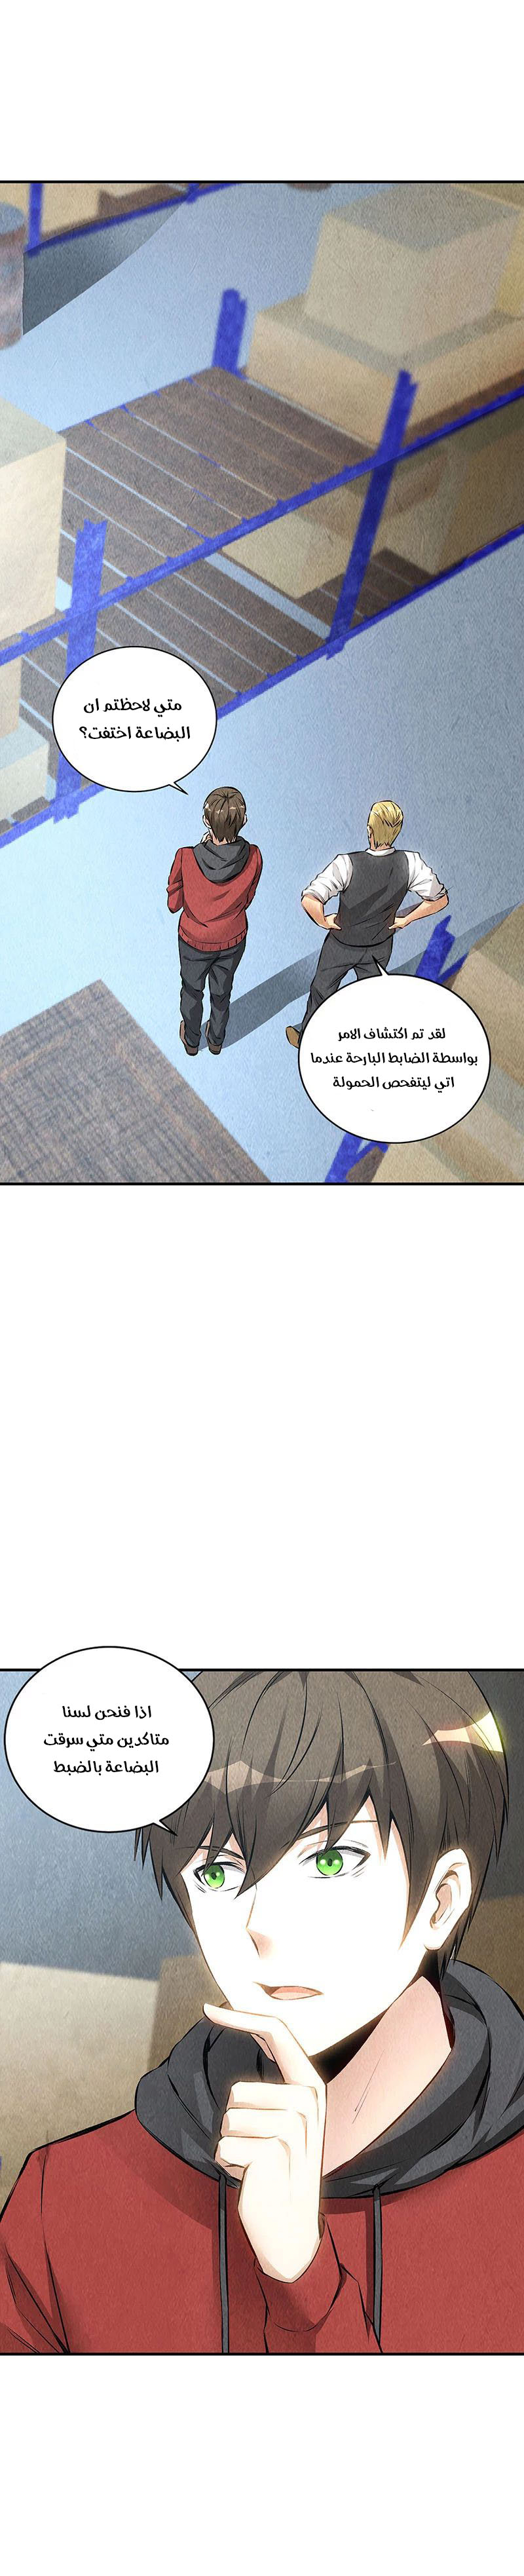 متي لاحظتم ان
البضاعة اختفت؟
لقد تم اكتشاف الامر
بواسطة الضابط البارحة عندما
اتي ليتفحص الحمولة
اذا فنحن لسنا
متاكدين متي سرقت
البضاعة بالضبط